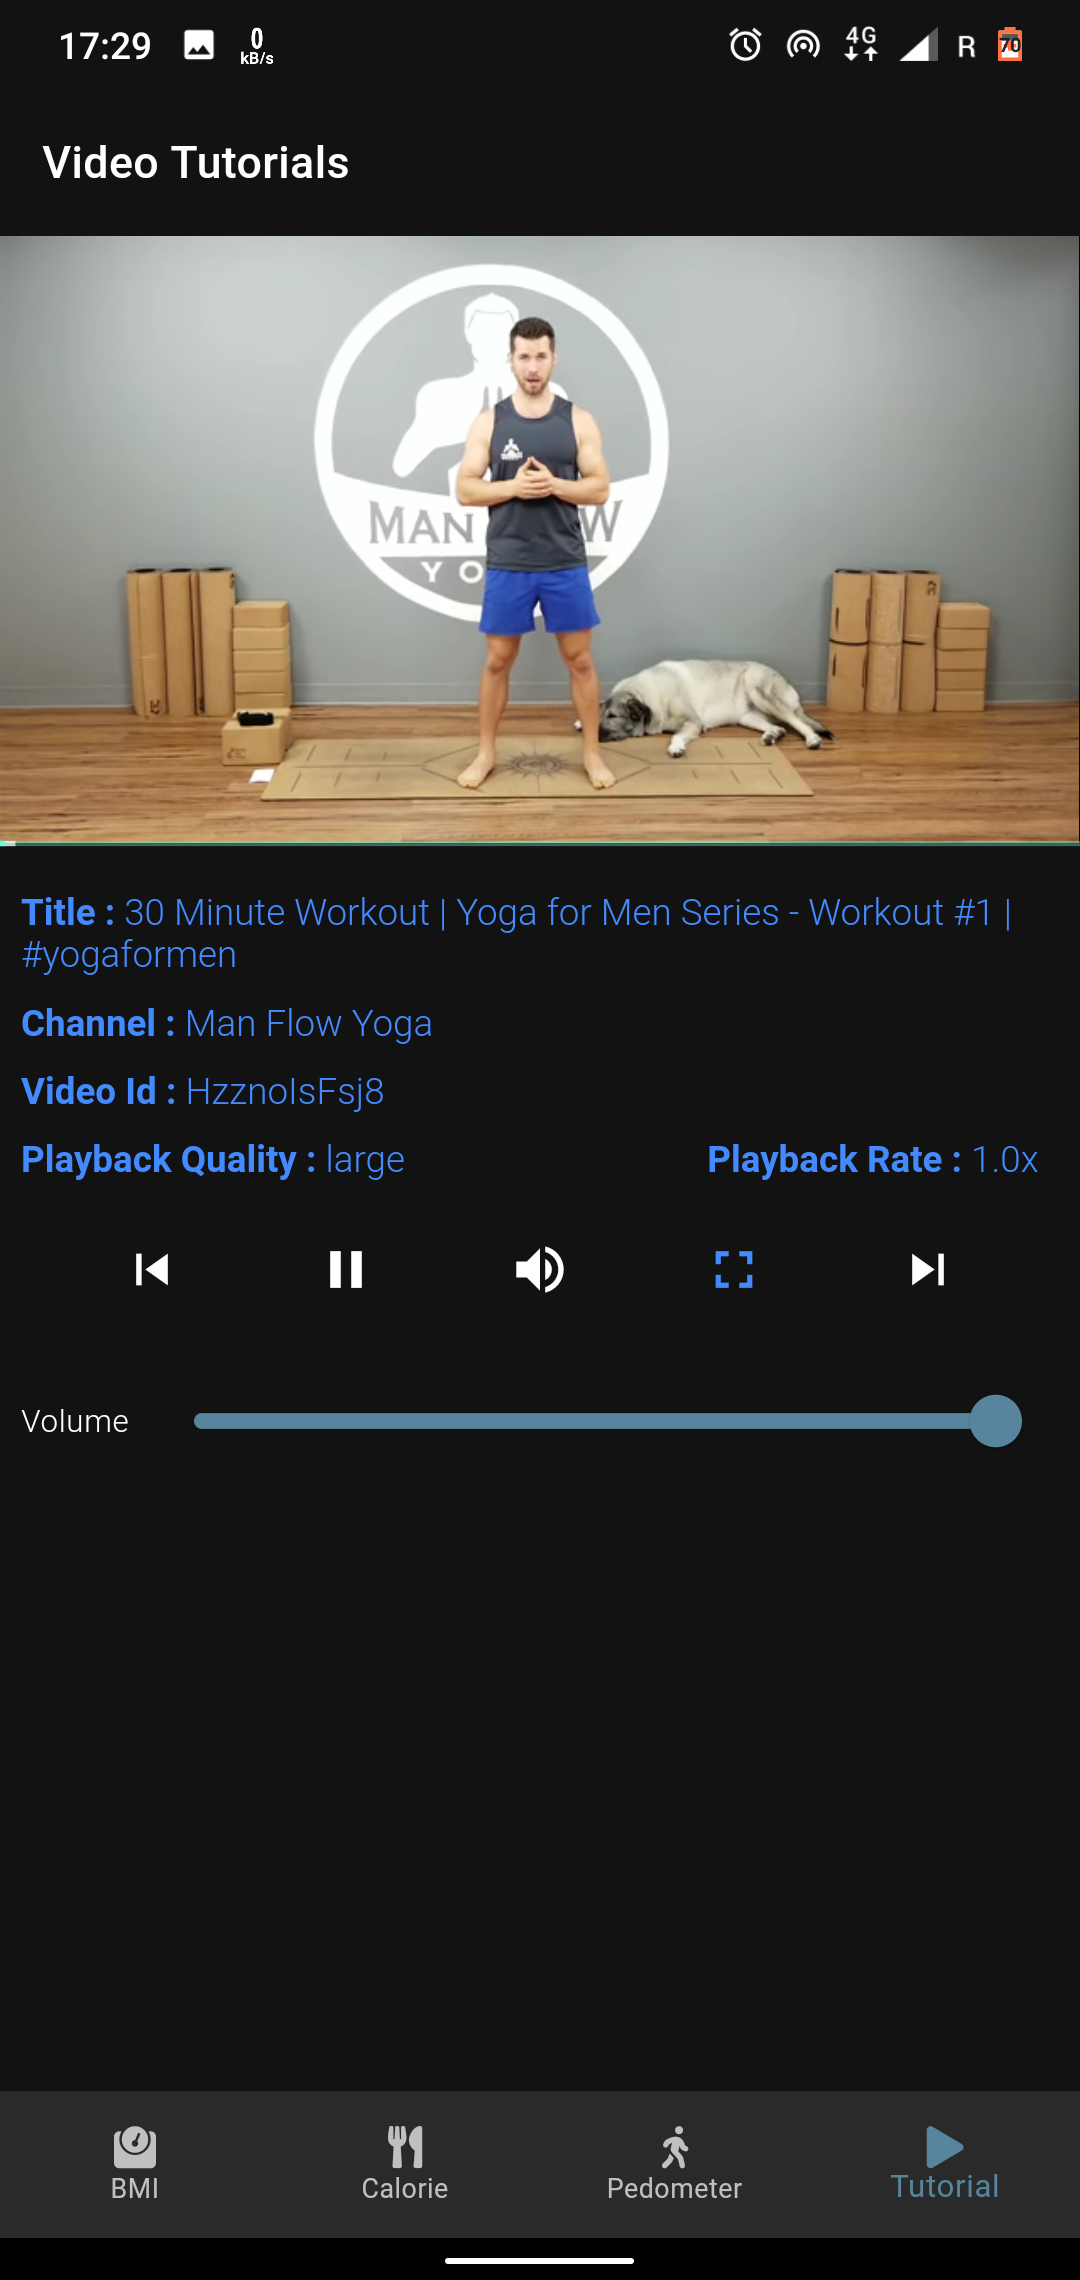 17:29 0 kB/s 4G R 70
Video Tutorials
MAN W
YO
Title : 30 Minute Workout | Yoga for Men Series - Workout #1 |
#yogaformen
Channel : Man Flow Yoga
Video Id : HzznoIsFsj8
Playback Quality : large Playback Rate : 1.0x
Volume
BMI Calorie Pedometer Tutorial